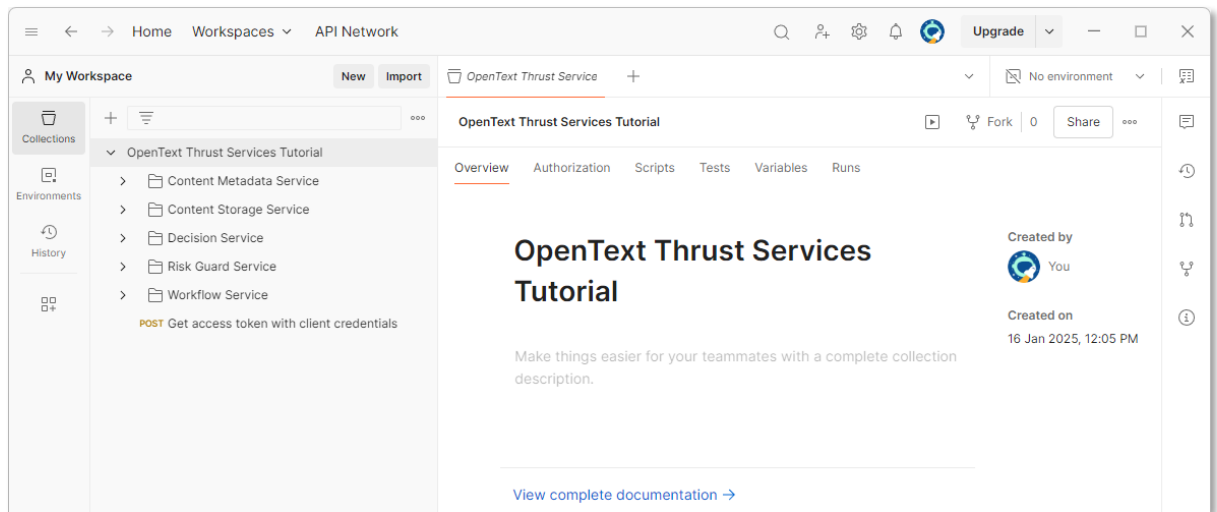 Home Workspaces API Network Upgrade
My Workspace New Import OpenText Thrust Service No environment
Collections
Environments
History
OpenText Thrust Services Tutorial
Content Metadata Service
Content Storage Service
Decision Service
Risk Guard Service
Workflow Service
POST Get access token with client credentials
OpenText Thrust Services Tutorial Fork 0 Share
Overview Authorization Scripts Tests Variables Runs
OpenText Thrust Services
Tutorial
Make things easier for your teammates with a complete collection
description.
View complete documentation →
Created by
You
Created on
16 Jan 2025, 12:05 PM